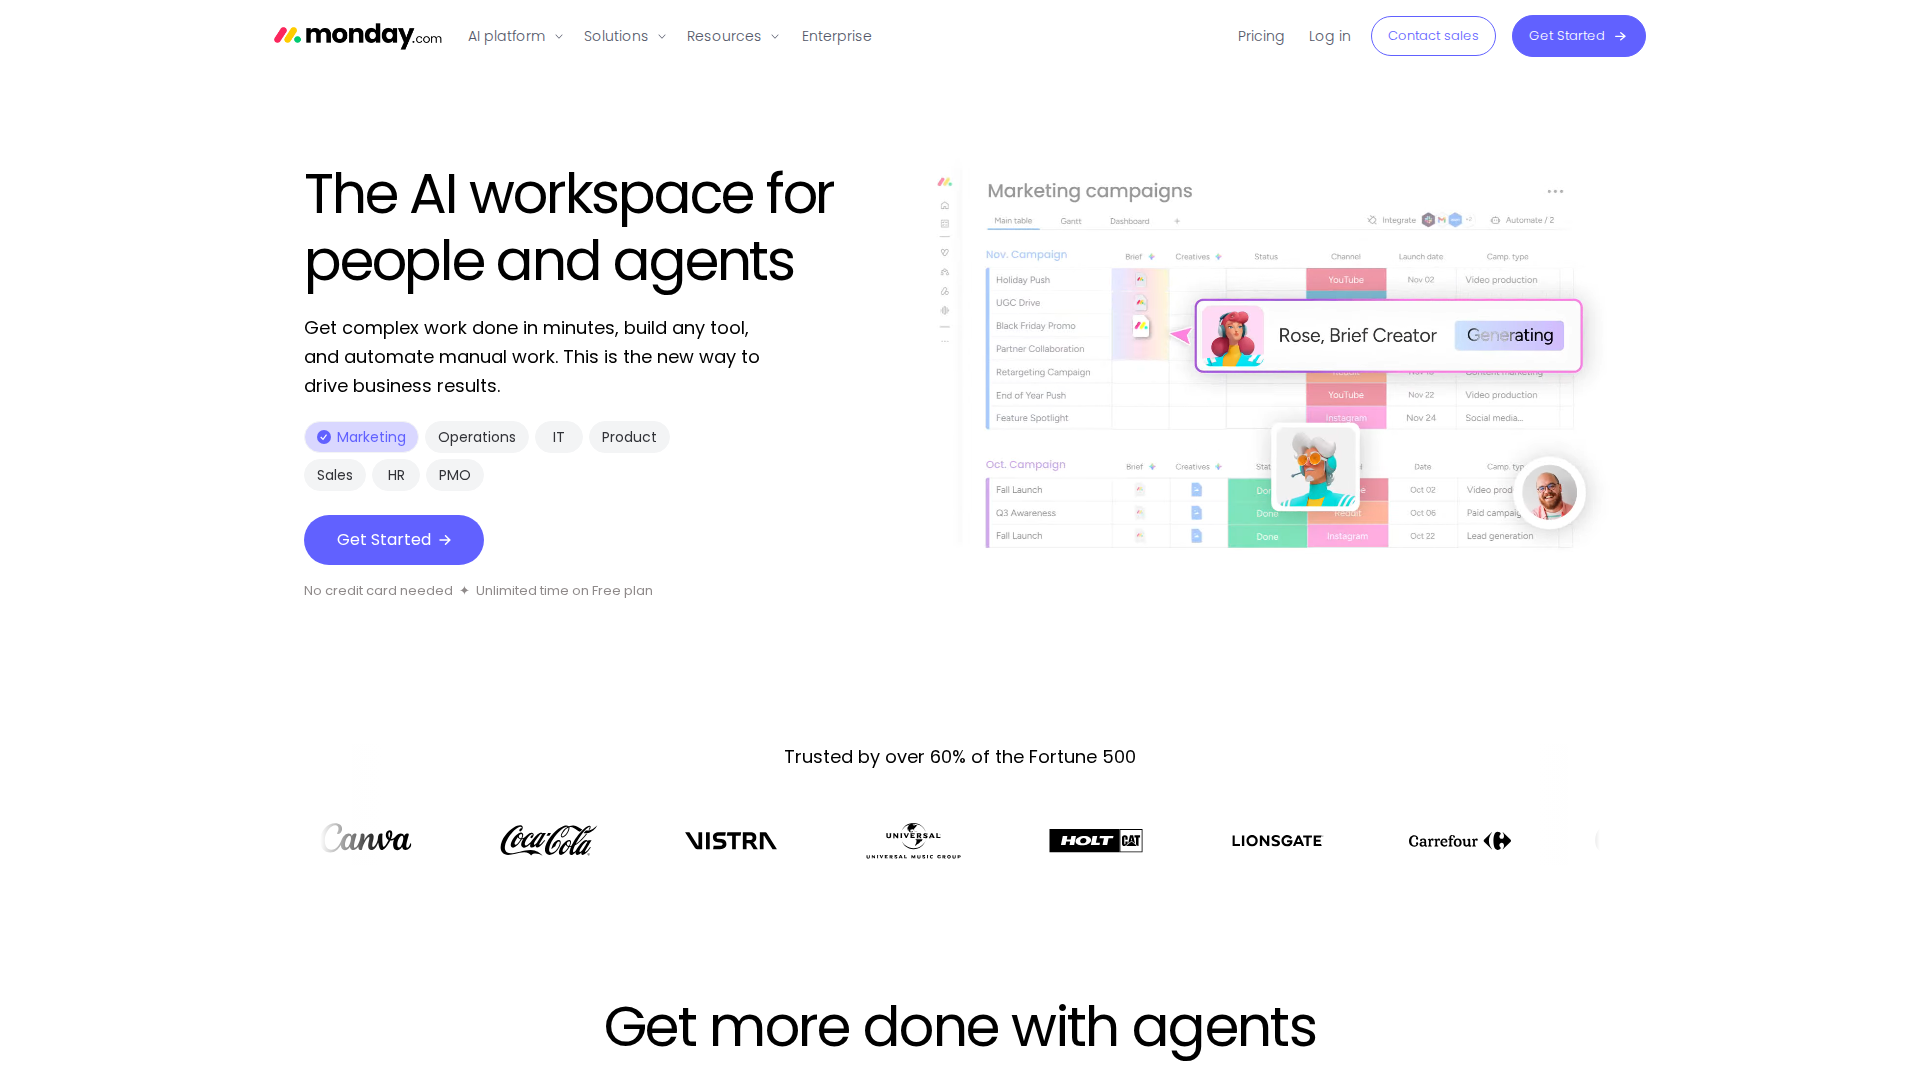 monday.com AI platform Solutions Resources Enterprise Pricing Log in Contact sales Get Started →
The AI workspace for
people and agents
Get complex work done in minutes, build any tool,
and automate manual work. This is the new way to
drive business results.
Marketing Operations IT Product
Sales HR PMO
Get Started →
No credit card needed ✦ Unlimited time on Free plan
Marketing campaigns
Main table Gantt Dashboard + Integrate Automate / 2
Nov. Campaign Brief Creatives Status Channel Launch date Camp. type
Holiday Push YouTube Nov 02 Video production
UGC Drive
Black Friday Promo
Rose, Brief Creator Generating
Partner Collaboration
Retargeting Campaign
End of Year Push YouTube Nov 22 Video production
Feature Spotlight Instagram Nov 24 Social media...
Oct. Campaign Brief Creatives Date
Fall Launch Oct 02
Q3 Awareness Done Reddit Oct 06
Fall Launch Done Instagram Oct 22 Lead generation
Trusted by over 60% of the Fortune 500
Canva Coca-Cola VISTRA UNIVERSAL HOLT CAT LIONSGATE Carrefour
UNIVERSAL MUSIC GROUP
Get more done with agents